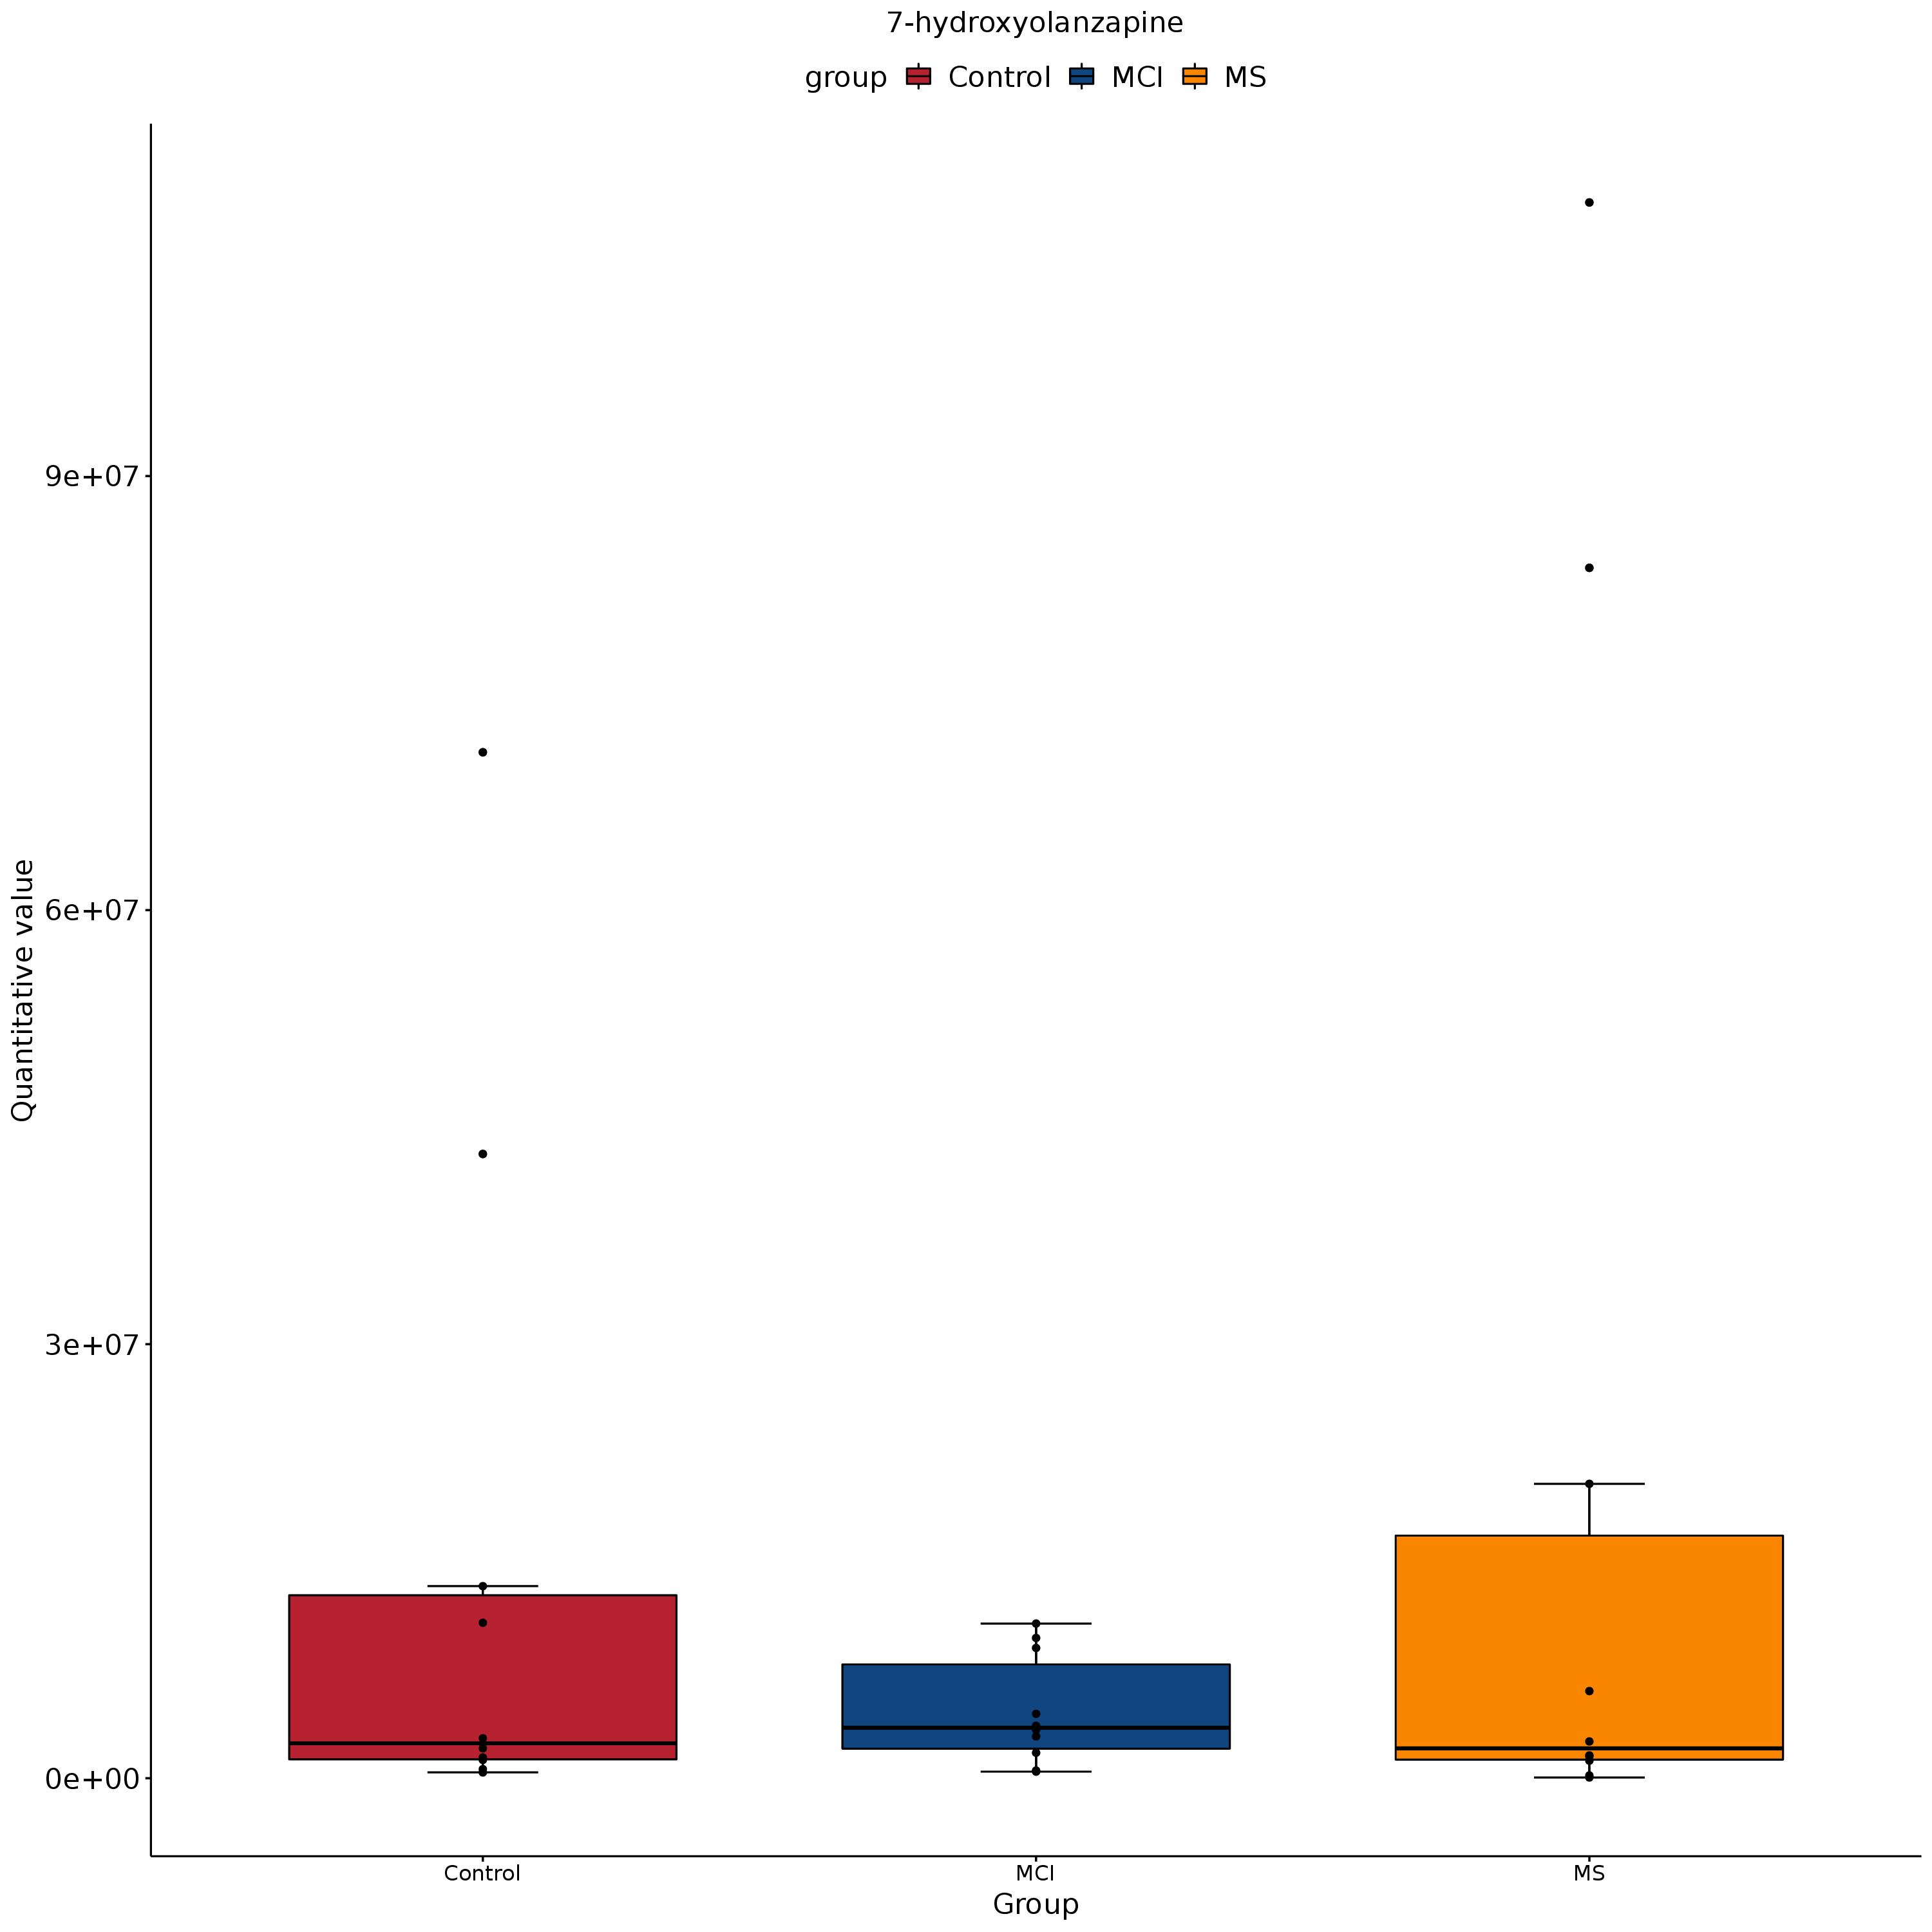 7-hydroxyolanzapine
group Control MCI MS
Quantitative value
9e+07
6e+07
3e+07
0e+00
Control MCI MS
Group